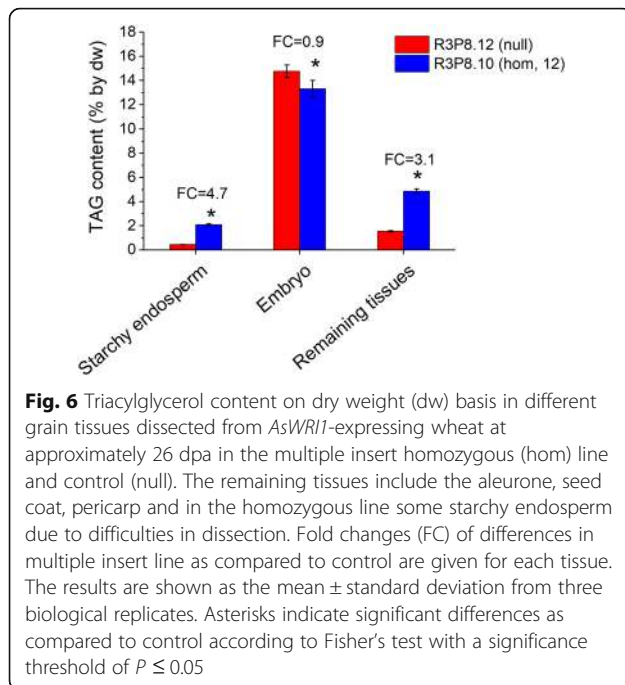 18
16
14
12
10
8
6
4
2
0
TAG content (% by dw)
FC=4.7
*
FC=0.9
*
FC=3.1
*
R3P8.12 (null)
R3P8.10 (hom, 12)
Starchy endosperm
Embryo
Remaining tissues
Fig. 6 Triacylglycerol content on dry weight (dw) basis in different
grain tissues dissected from AsWRI1-expressing wheat at
approximately 26 dpa in the multiple insert homozygous (hom) line
and control (null). The remaining tissues include the aleurone, seed
coat, pericarp and in the homozygous line some starchy endosperm
due to difficulties in dissection. Fold changes (FC) of differences in
multiple insert line as compared to control are given for each tissue.
The results are shown as the mean ± standard deviation from three
biological replicates. Asterisks indicate significant differences as
compared to control according to Fisher's test with a significance
threshold of P ≤ 0.05